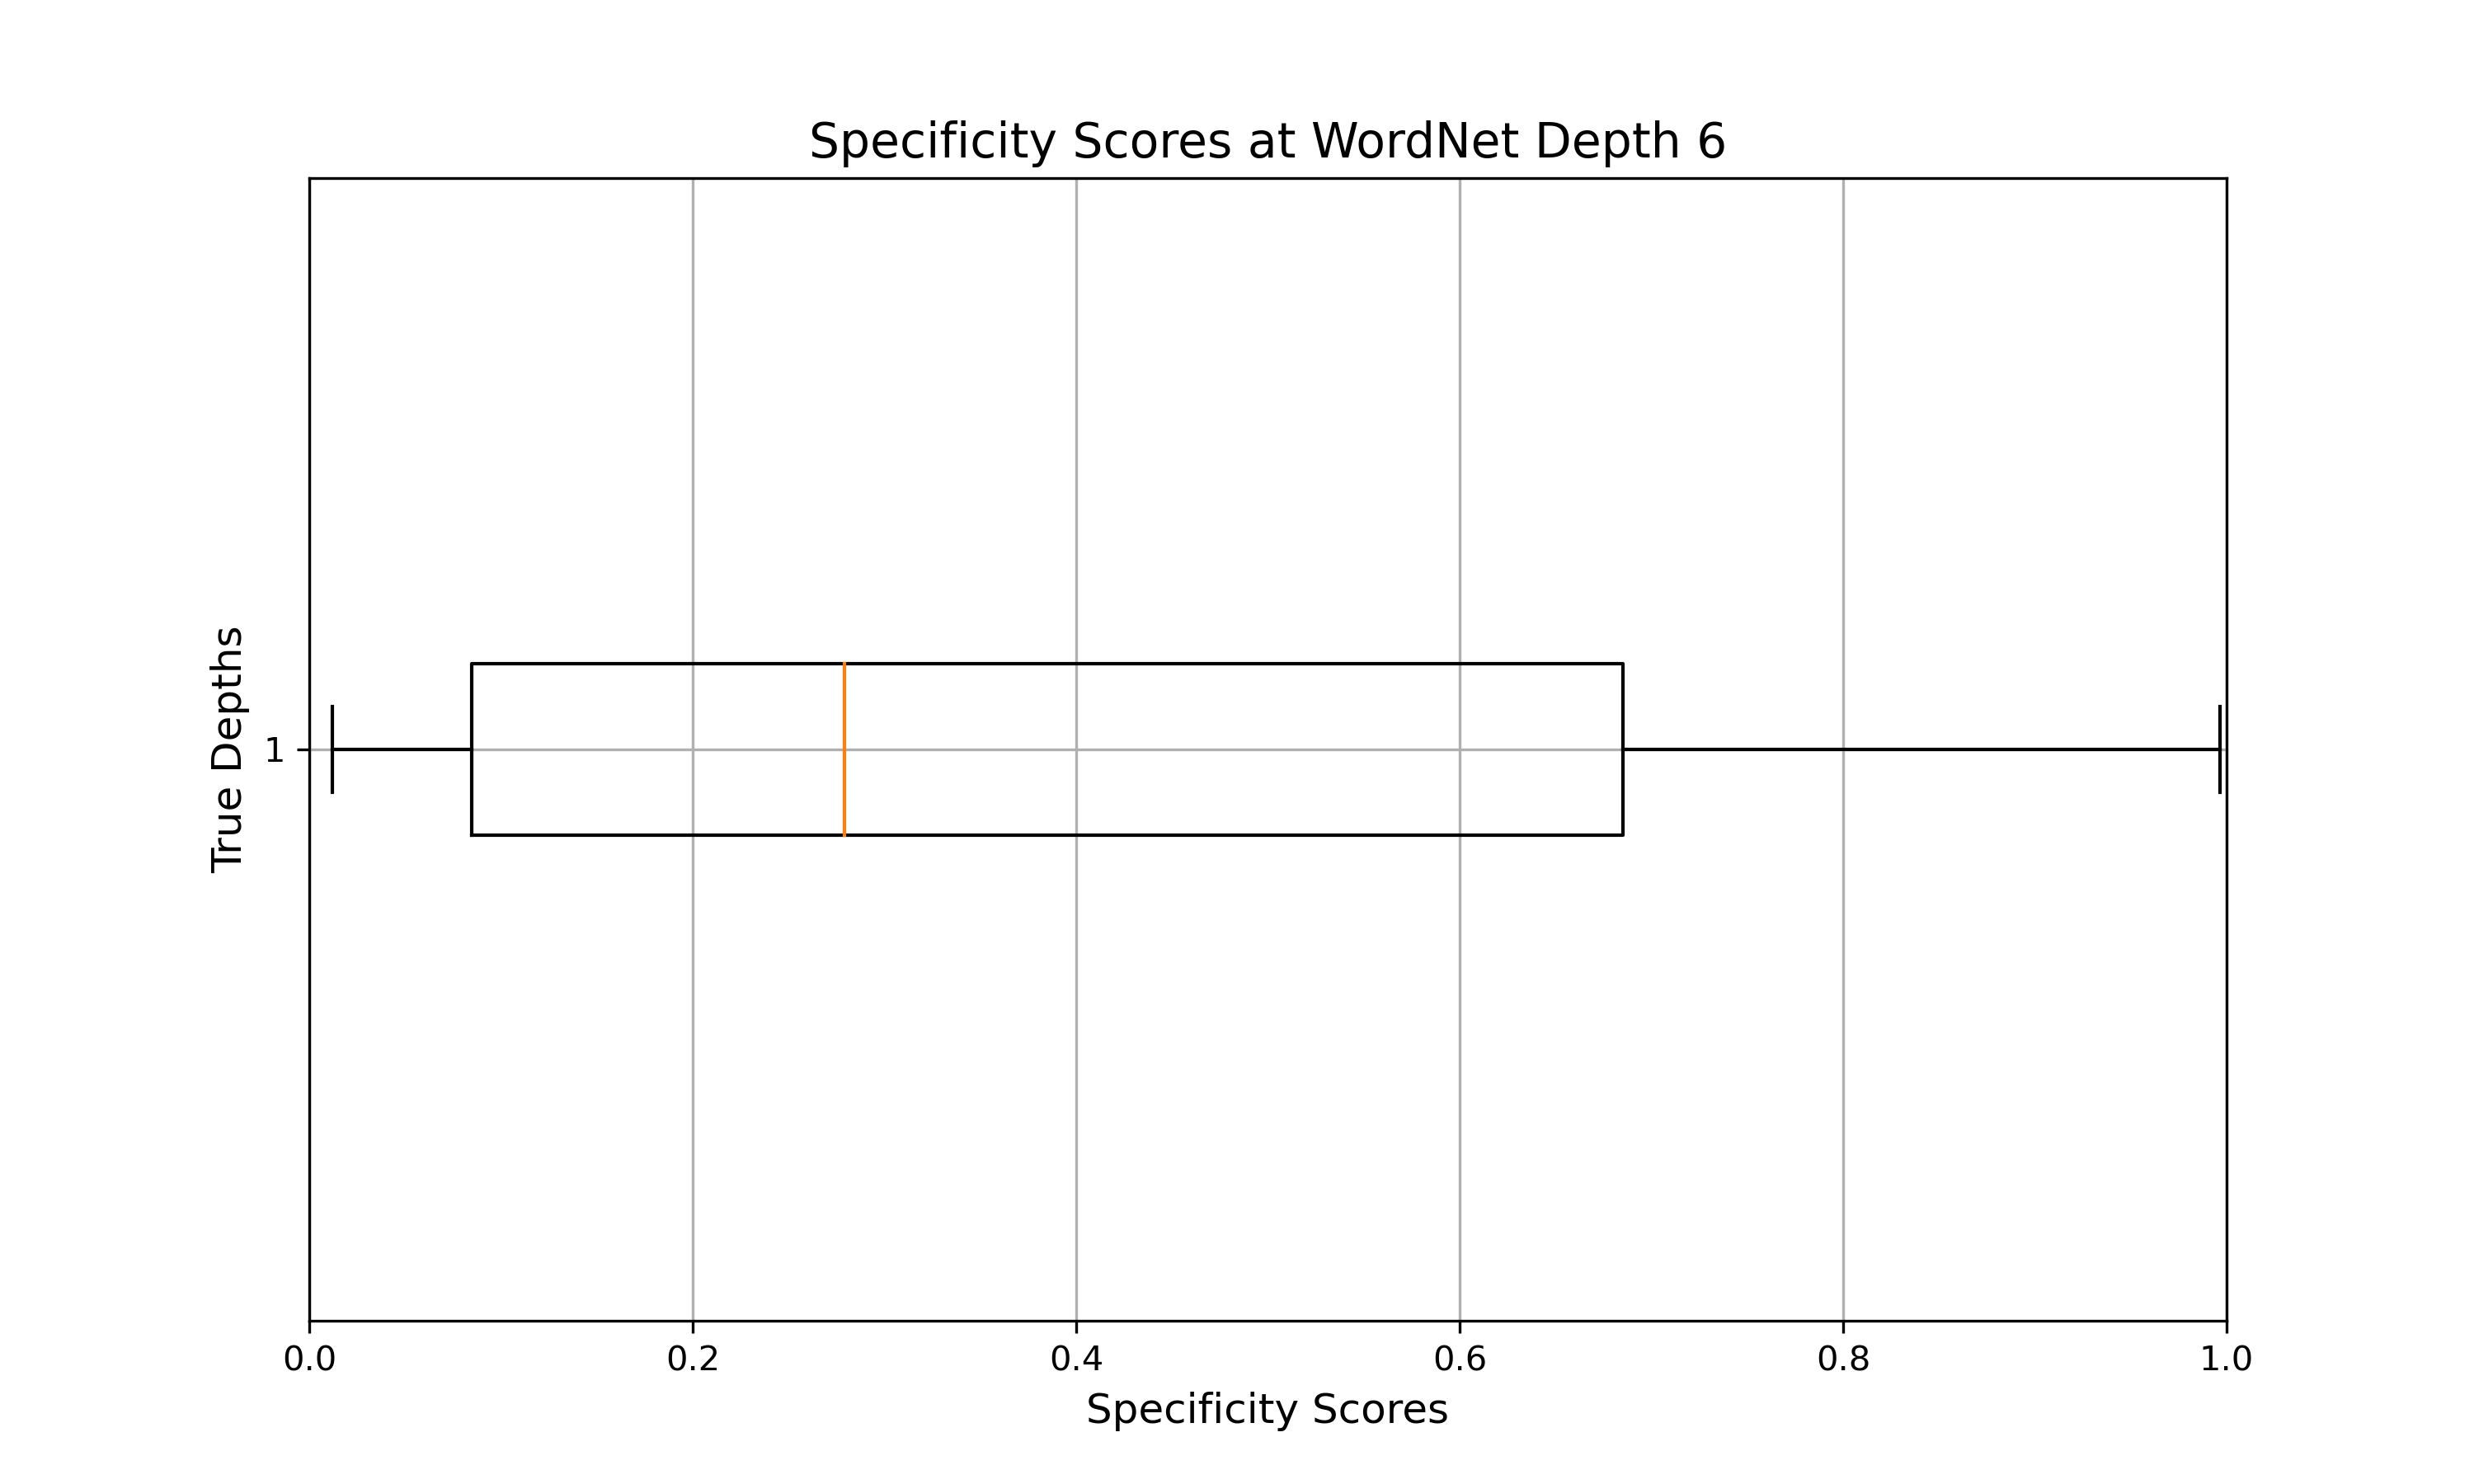 Specificity Scores at WordNet Depth 6
True Depths
1
0.0 0.2 0.4 0.6 0.8 1.0
Specificity Scores